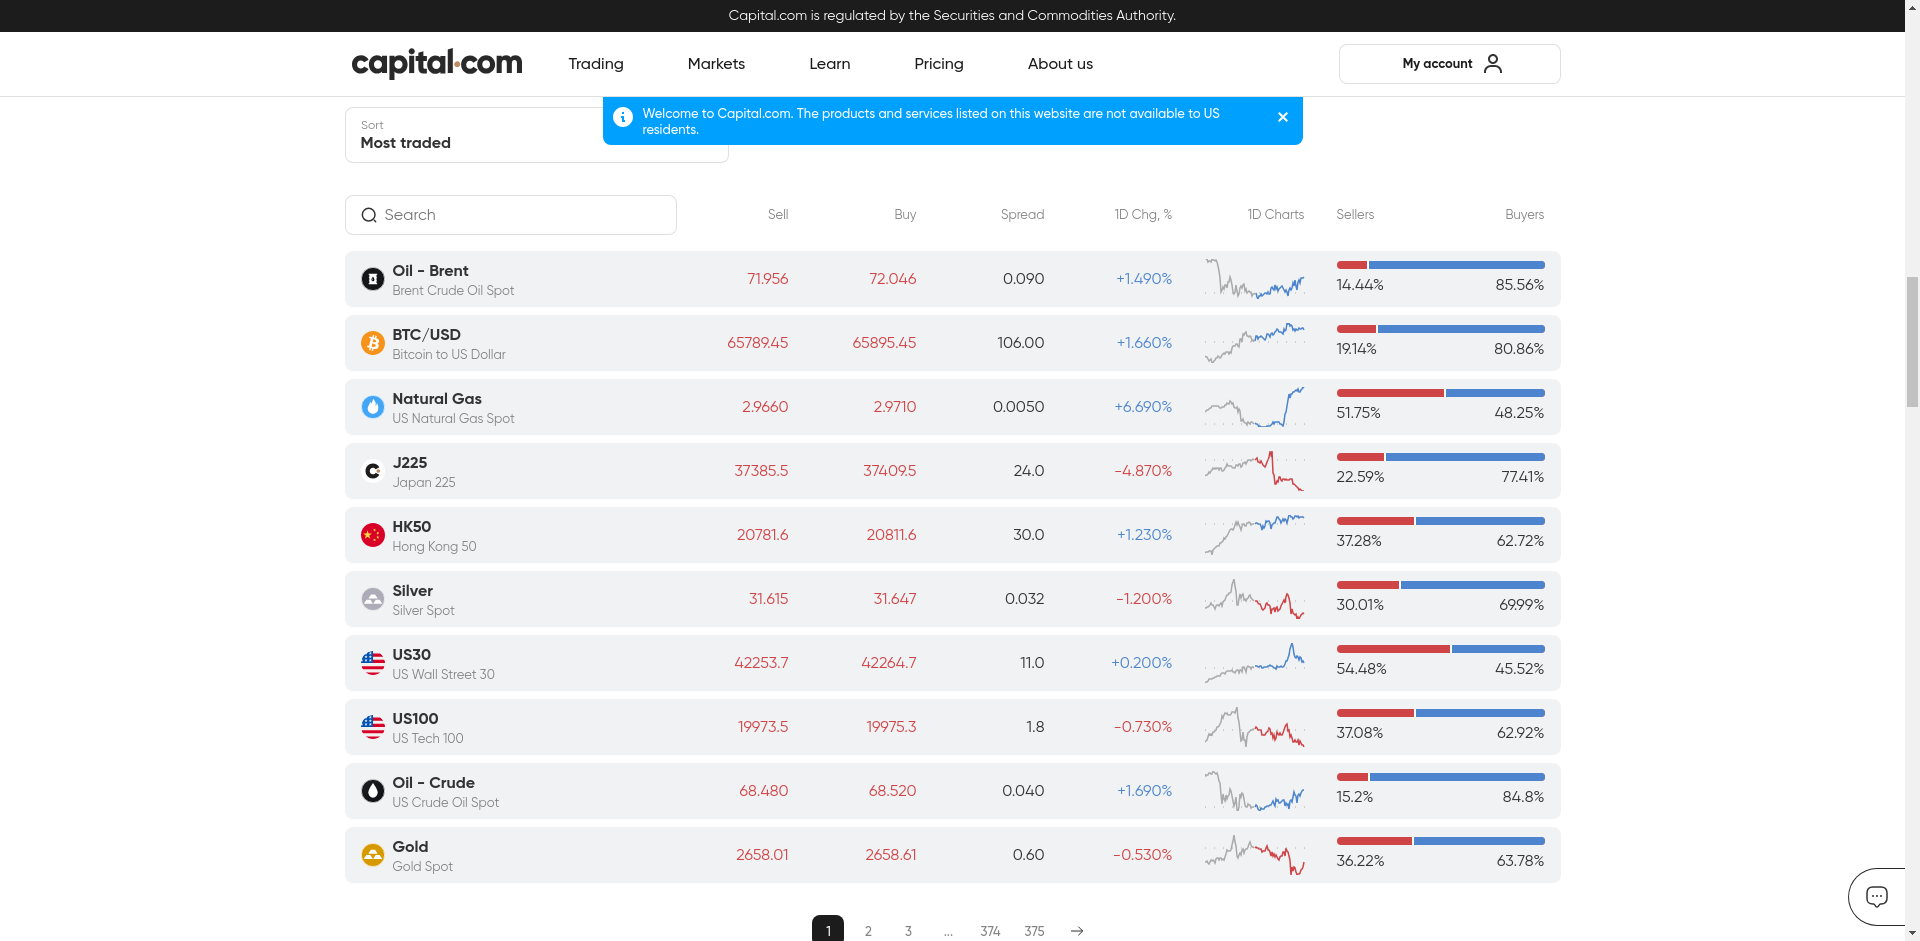 Capital.com is regulated by the Securities and Commodities Authority.
capital.com
Trading
Markets
Learn
Pricing
About us
My account
Welcome to Capital.com. The products and services listed on this website are not available to US
residents.
Sort
Most traded
Search
Sell
Buy
Spread
1D Chg, %
1D Charts
Sellers
Buyers
Oil - Brent
Brent Crude Oil Spot
71.956
72.046
0.090
+1.490%
14.44%
85.56%
BTC/USD
Bitcoin to US Dollar
65789.45
65895.45
106.00
+1.660%
19.14%
80.86%
Natural Gas
US Natural Gas Spot
2.9660
2.9710
0.0050
+6.690%
51.75%
48.25%
J225
Japan 225
37385.5
37409.5
24.0
-4.870%
22.59%
77.41%
HK50
Hong Kong 50
20781.6
20811.6
30.0
+1.230%
37.28%
62.72%
Silver
Silver Spot
31.615
31.647
0.032
-1.200%
30.01%
69.99%
US30
US Wall Street 30
42253.7
42264.7
11.0
+0.200%
54.48%
45.52%
US100
US Tech 100
19973.5
19975.3
1.8
-0.730%
37.08%
62.92%
Oil - Crude
US Crude Oil Spot
68.480
68.520
0.040
+1.690%
15.2%
84.8%
Gold
Gold Spot
2658.01
2658.61
0.60
-0.530%
36.22%
63.78%
1
2
3
...
374
375